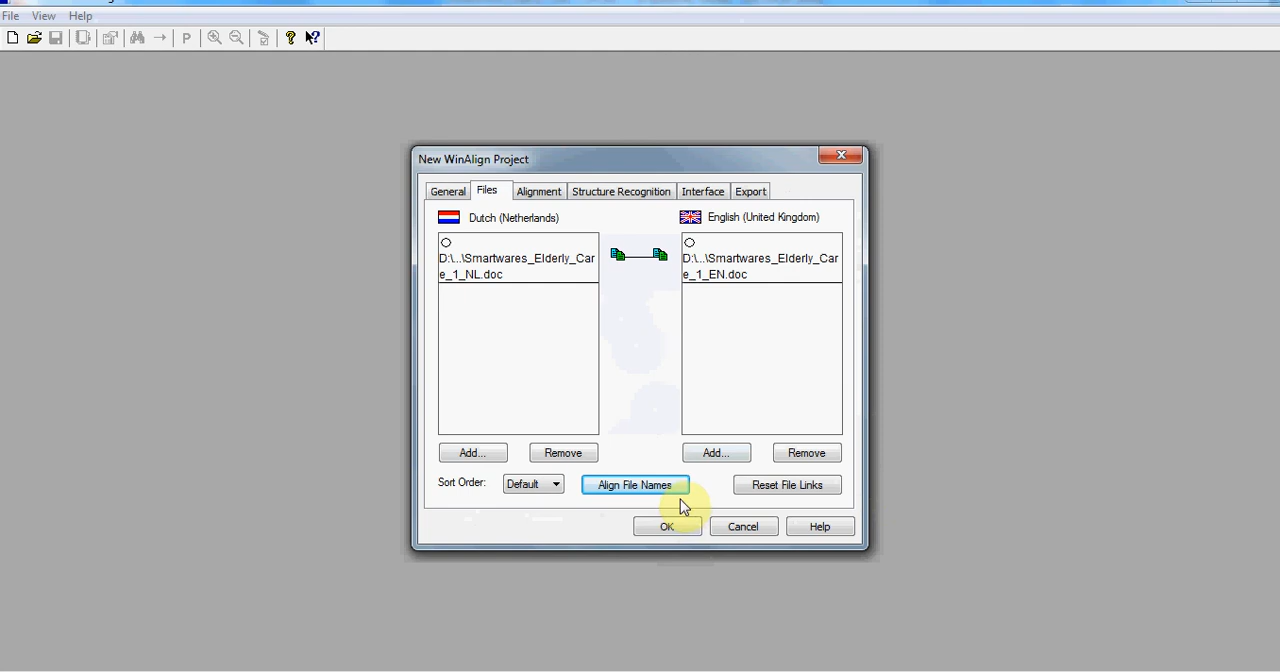 File View Help
P
New WinAlign Project
General Files Alignment Structure Recognition Interface Export
Dutch (Netherlands) English (United Kingdom)
D:\...\Smartwares_Elderly_Car
e_1_NL.doc
D:\...\Smartwares_Elderly_Car
e_1_EN.doc
Add... Remove Add... Remove
Sort Order: Default Align File Names Reset File Links
OK Cancel Help